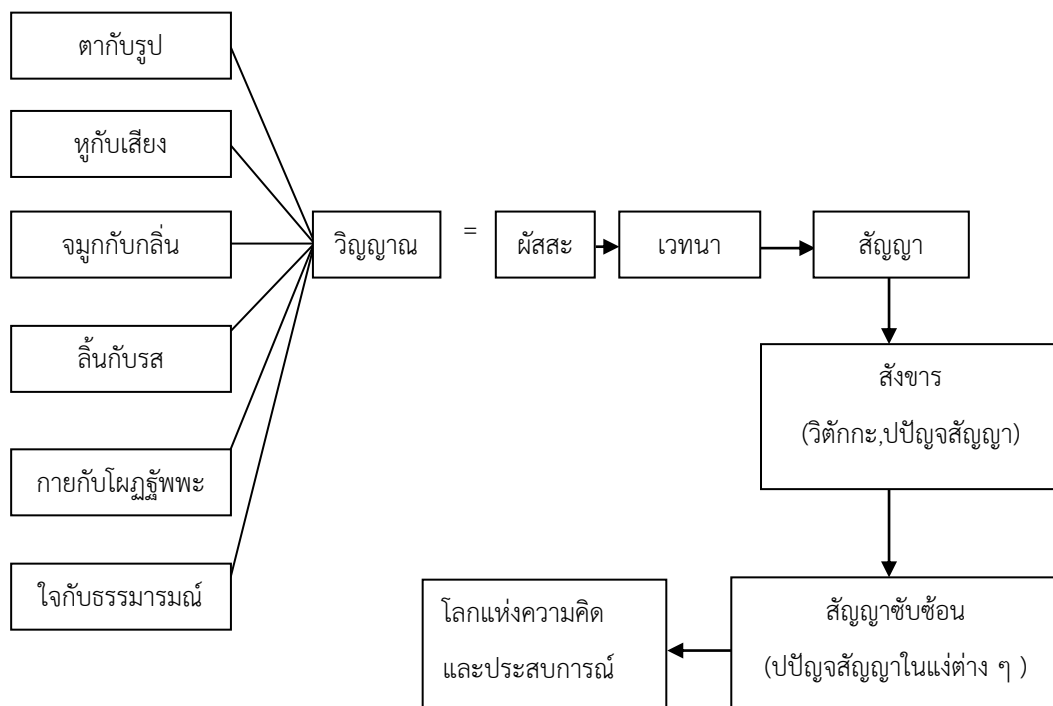 ตากับรูป
หูกับเสียง
จมูกกับกลิ่น
ลิ้นกับรส
กายกับโผฏฐัพพะ
ใจกับธรรมารมณ์
วิญญาณ
=
ผัสสะ
เวทนา
สัญญา
สังขาร
(วิตักกะ,ปปัญจสัญญา)
สัญญาซับซ้อน
(ปปัญจสัญญาในแง่ต่าง ๆ )
โลกแห่งความคิด
และประสบการณ์